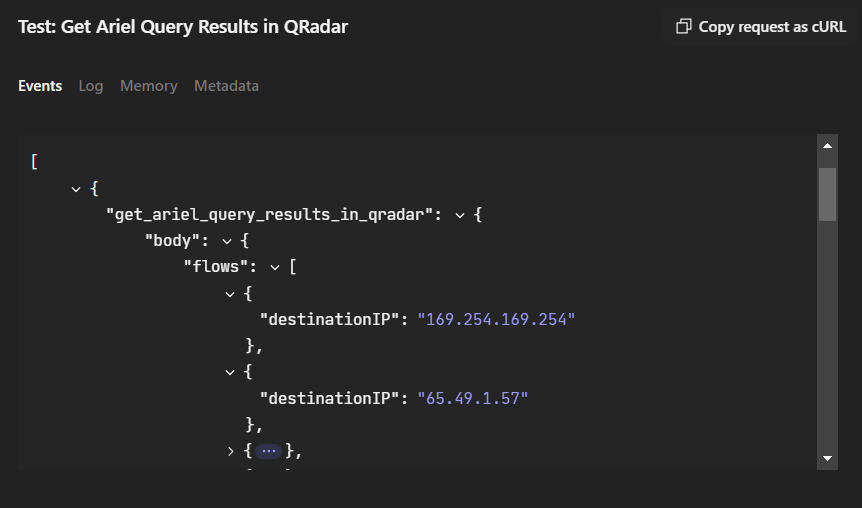 Test: Get Ariel Query Results in QRadar
Copy request as cURL
Events Log Memory Metadata
[
{
"get_ariel_query_results_in_qradar": {
"body": {
"flows": [
{
"destinationIP": "169.254.169.254"
},
{
"destinationIP": "65.49.1.57"
},
{ ··· },